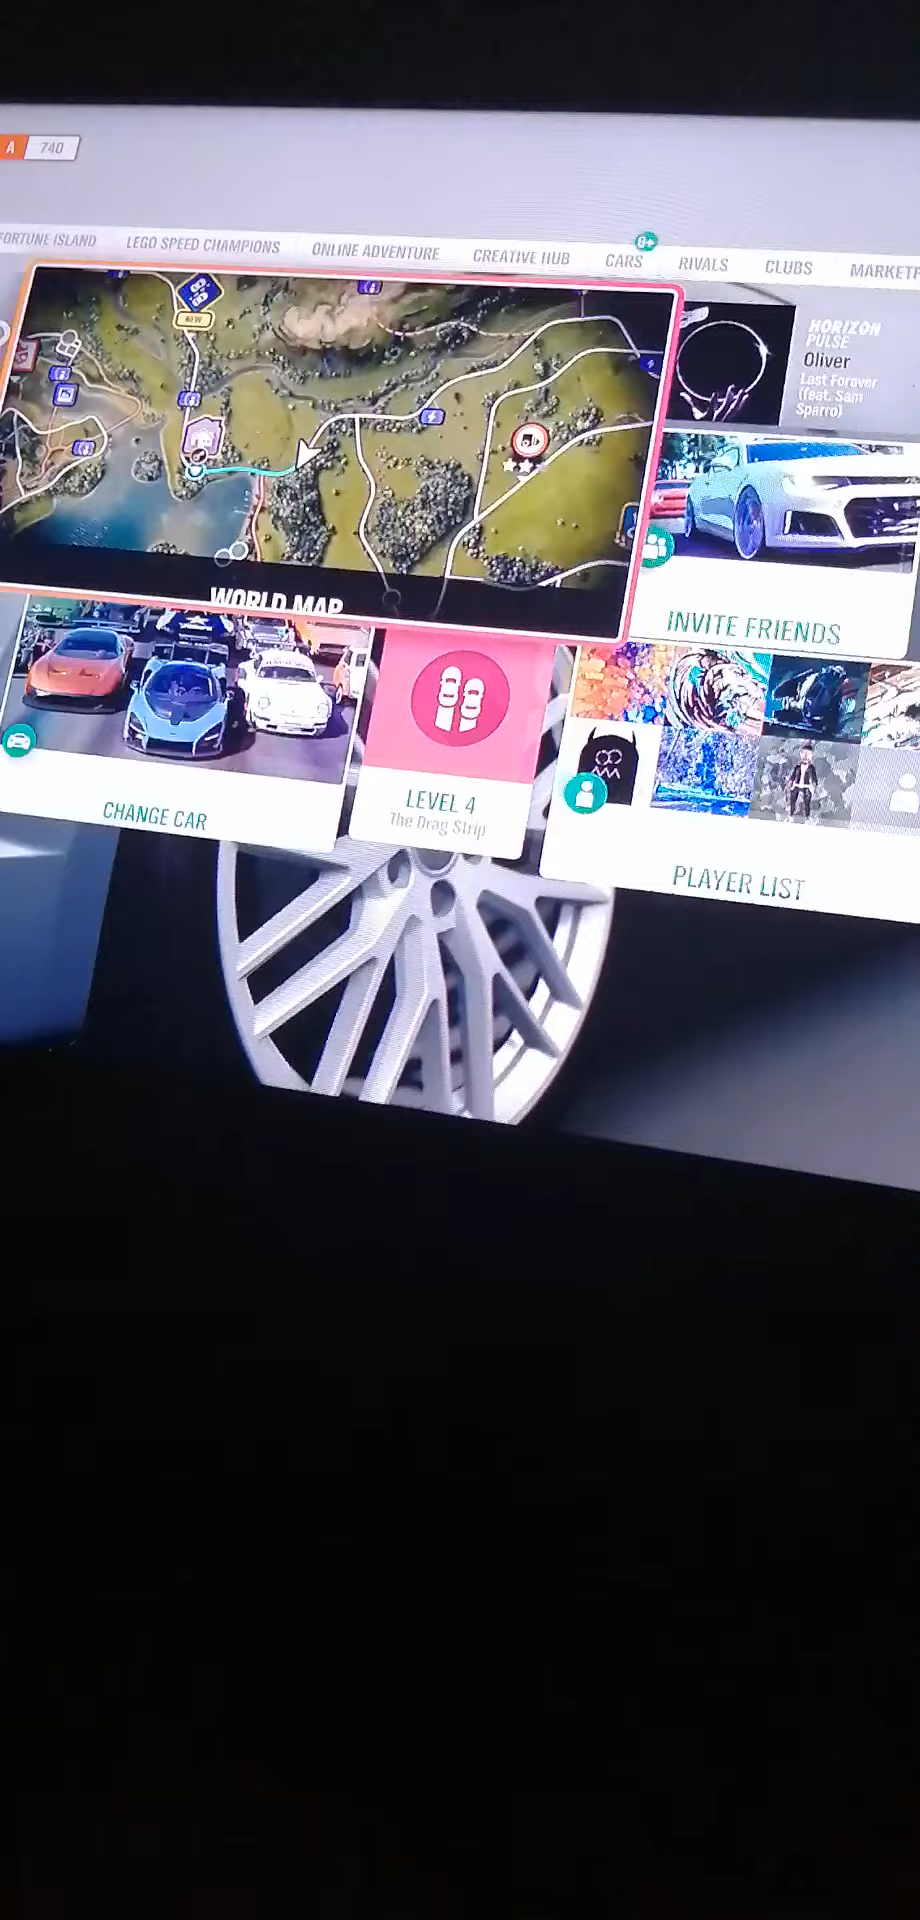 A 740
FORTUNE ISLAND LEGO SPEED CHAMPIONS ONLINE ADVENTURE CREATIVE HUB CARS 9+ RIVALS CLUBS
NEW
HORIZON
PULSE
Oliver
Last Forever
(feat. Sam
Sparro)
WORLD MAP
INVITE FRIENDS
CHANGE CAR
LEVEL 4
The Drag Strip
PLAYER LIST